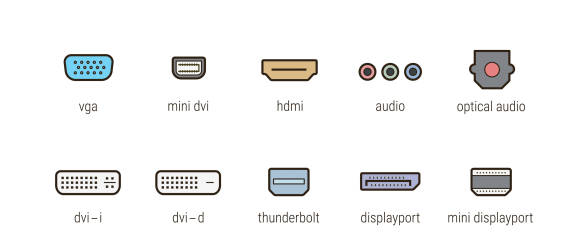 vga
mini dvi
hdmi
audio
optical audio
dvi–i
dvi–d
thunderbolt
displayport
mini displayport